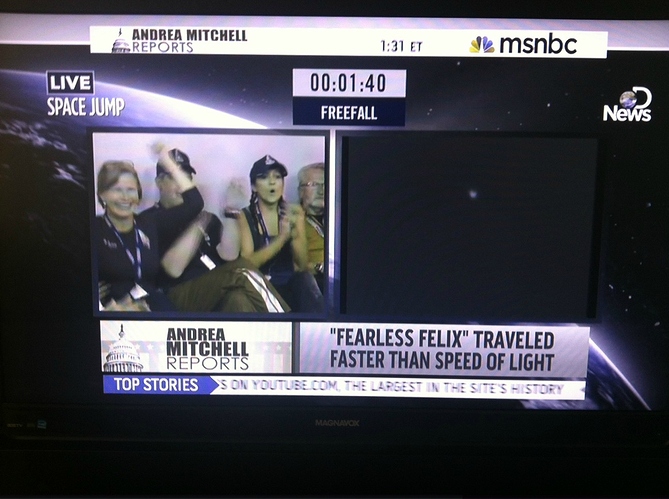 ANDREA MITCHELL
REPORTS
1:31 ET
msnbc
LIVE
SPACE JUMP
00:01:40
FREEFALL
D
News
ANDREA
MITCHELL
REPORTS
"FEARLESS FELIX" TRAVELED
FASTER THAN SPEED OF LIGHT
TOP STORIES
S ON YOUTUBE.COM, THE LARGEST IN THE SITE'S HISTORY
MAGNAVOX